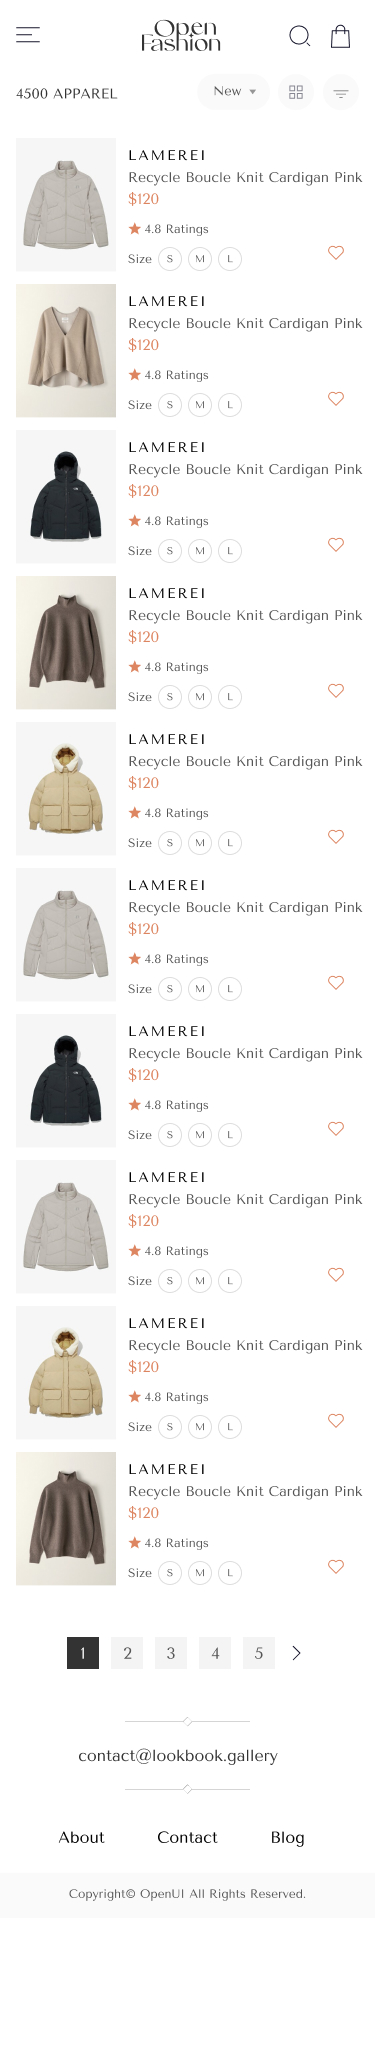 Open
Fashion
4500 APPAREL
New
LAMEREI
Recycle Boucle Knit Cardigan Pink
$120
4.8 Ratings
Size S M L
LAMEREI
Recycle Boucle Knit Cardigan Pink
$120
4.8 Ratings
Size S M L
LAMEREI
Recycle Boucle Knit Cardigan Pink
$120
4.8 Ratings
Size S M L
LAMEREI
Recycle Boucle Knit Cardigan Pink
$120
4.8 Ratings
Size S M L
LAMEREI
Recycle Boucle Knit Cardigan Pink
$120
4.8 Ratings
Size S M L
LAMEREI
Recycle Boucle Knit Cardigan Pink
$120
4.8 Ratings
Size S M L
LAMEREI
Recycle Boucle Knit Cardigan Pink
$120
4.8 Ratings
Size S M L
LAMEREI
Recycle Boucle Knit Cardigan Pink
$120
4.8 Ratings
Size S M L
LAMEREI
Recycle Boucle Knit Cardigan Pink
$120
4.8 Ratings
Size S M L
LAMEREI
Recycle Boucle Knit Cardigan Pink
$120
4.8 Ratings
Size S M L
1 2 3 4 5
contact@lookbook.gallery
About Contact Blog
Copyright© OpenUI All Rights Reserved.